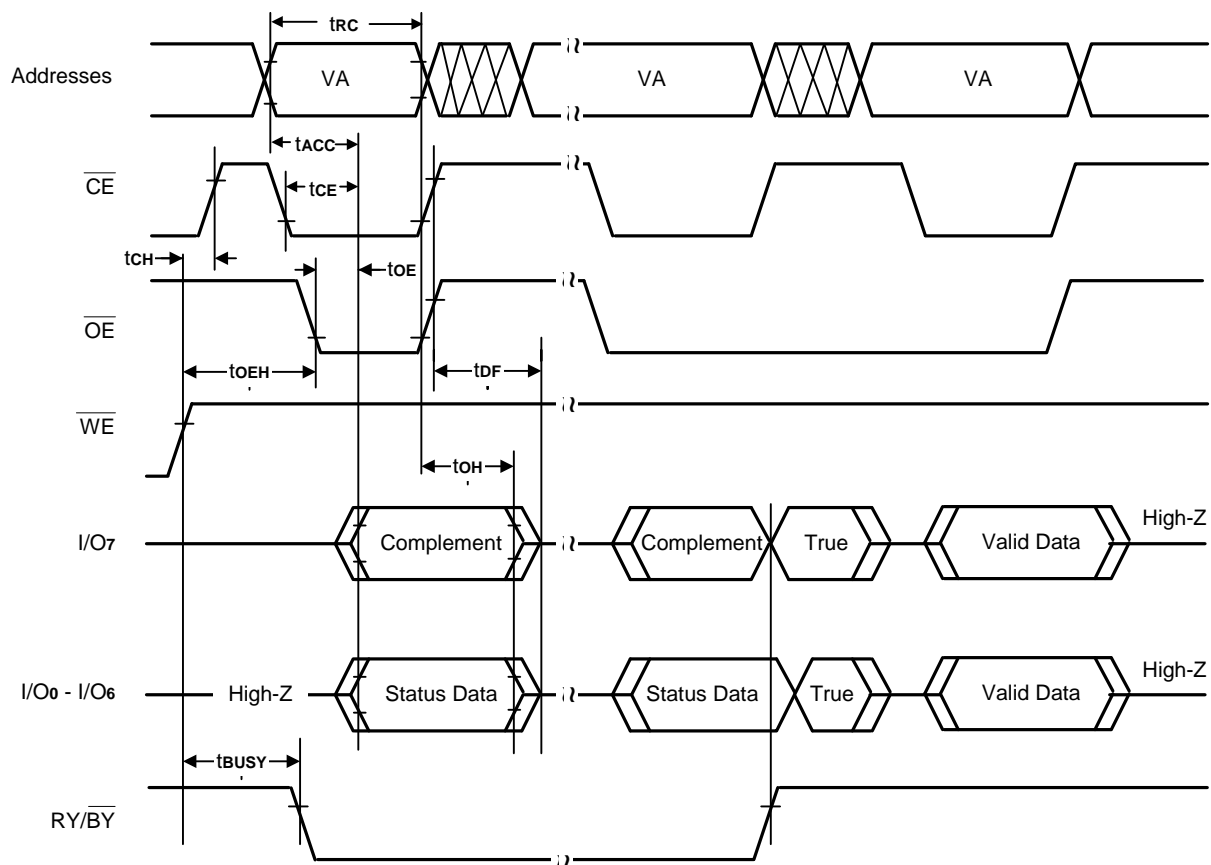 tRC
Addresses VA VA VA
tACC
CE
tCE
tCH
tOE
OE
tOEH
tDF
WE
tOH
I/O7 Complement Complement True Valid Data High-Z
I/O0 - I/O6 High-Z Status Data Status Data True Valid Data High-Z
tBUSY
RY/BY